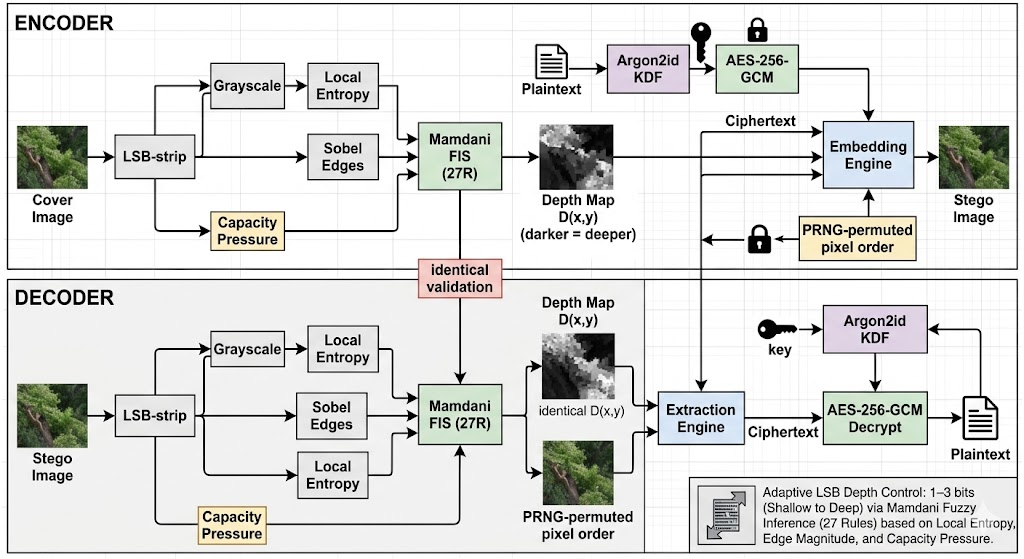 ENCODER
Cover
Image
LSB-strip
Grayscale
Local
Entropy
Sobel
Edges
Capacity
Pressure
Mamdani
FIS
(27R)
Depth Map
D(x,y)
(darker = deeper)
Plaintext
Argon2id
KDF
AES-256-
GCM
Ciphertext
Embedding
Engine
PRNG-permuted
pixel order
Stego
Image
identical
validation
DECODER
Stego
Image
LSB-strip
Grayscale
Local
Entropy
Sobel
Edges
Local
Entropy
Capacity
Pressure
Mamdani
FIS (27R)
Depth Map
D(x,y)
identical D(x,y)
PRNG-permuted
pixel order
Extraction
Engine
Ciphertext
key
Argon2id
KDF
AES-256-GCM
Decrypt
Plaintext
Adaptive LSB Depth Control: 1–3 bits
(Shallow to Deep) via Mamdani Fuzzy
Inference (27 Rules) based on Local Entropy,
Edge Magnitude, and Capacity Pressure.